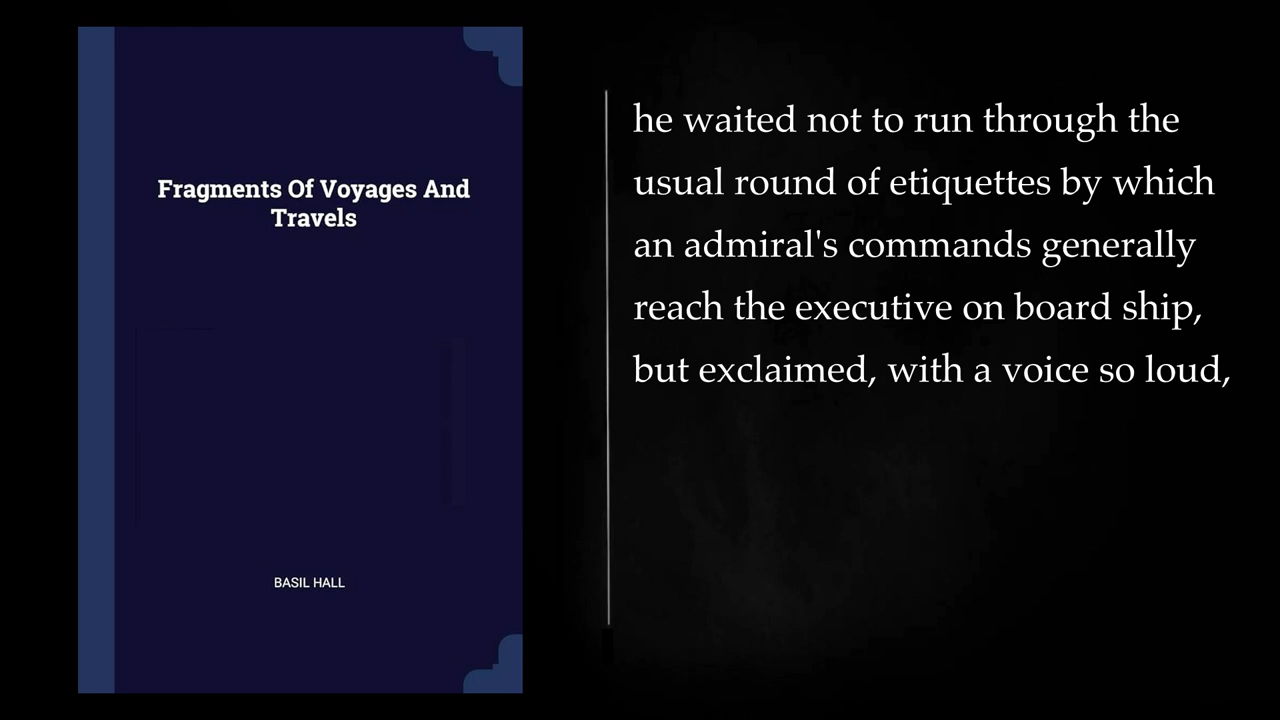 Fragments Of Voyages And
Travels
BASIL HALL
he waited not to run through the
usual round of etiquettes by which
an admiral's commands generally
reach the executive on board ship,
but exclaimed, with a voice so loud,